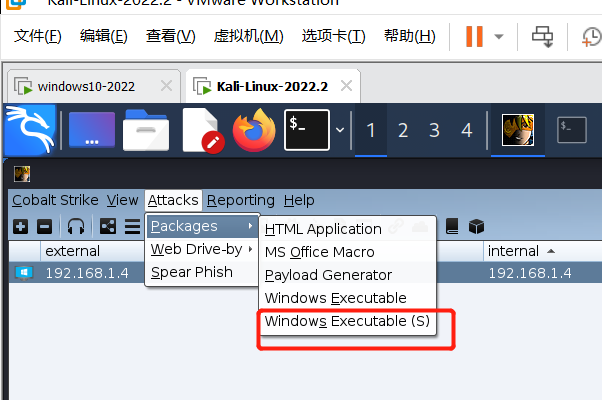 Kali-Linux-2022.2 - VMware Workstation
文件(F) 编辑(E) 查看(V) 虚拟机(M) 选项卡(T) 帮助(H)
windows10-2022 Kali-Linux-2022.2
$_ 1 2 3 4 $_
Cobalt Strike View Attacks Reporting Help
Packages
Web Drive-by
Spear Phish
HTML Application
MS Office Macro
Payload Generator
Windows Executable
Windows Executable (S)
external internal
192.168.1.4 192.168.1.4